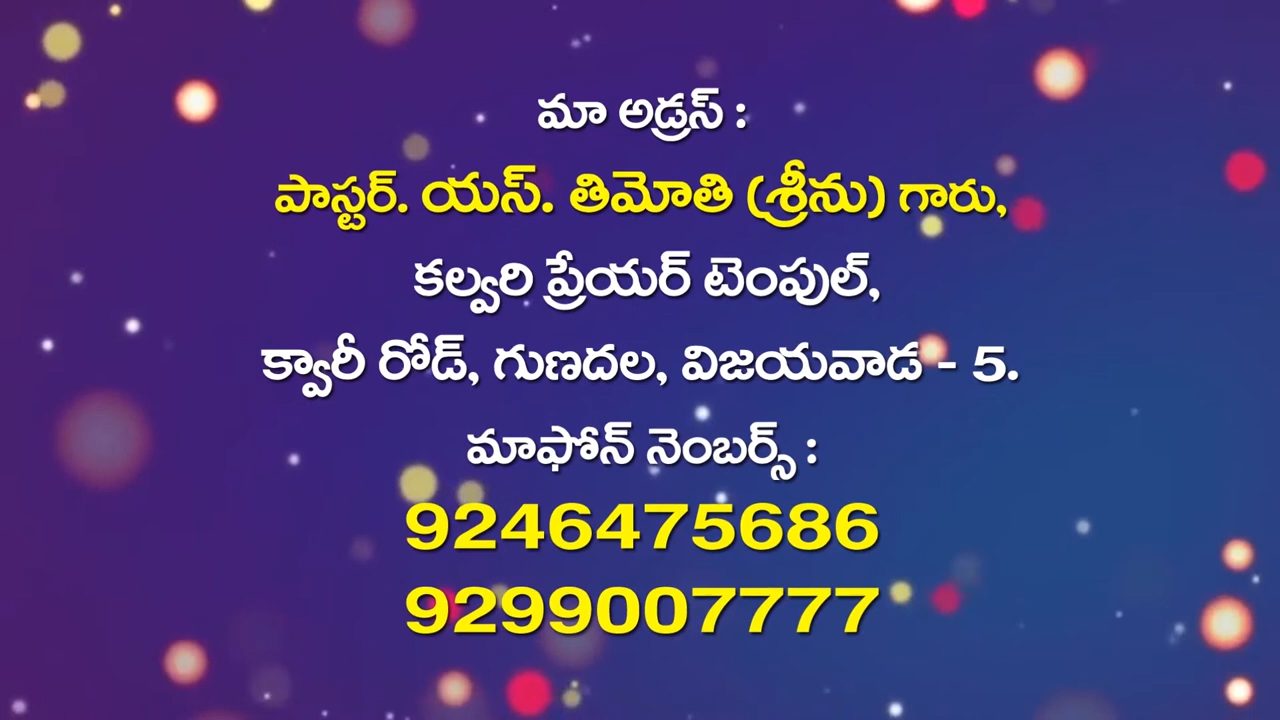 మా అడ్రస్ :
పాస్టర్. యస్. తిమోతి (శ్రీను) గారు,
కల్వరి ప్రేయర్ టెంపుల్,
క్వారీ రోడ్, గుణదల, విజయవాడ - 5.
మాఫోన్ నెంబర్స్ :
9246475686
9299007777